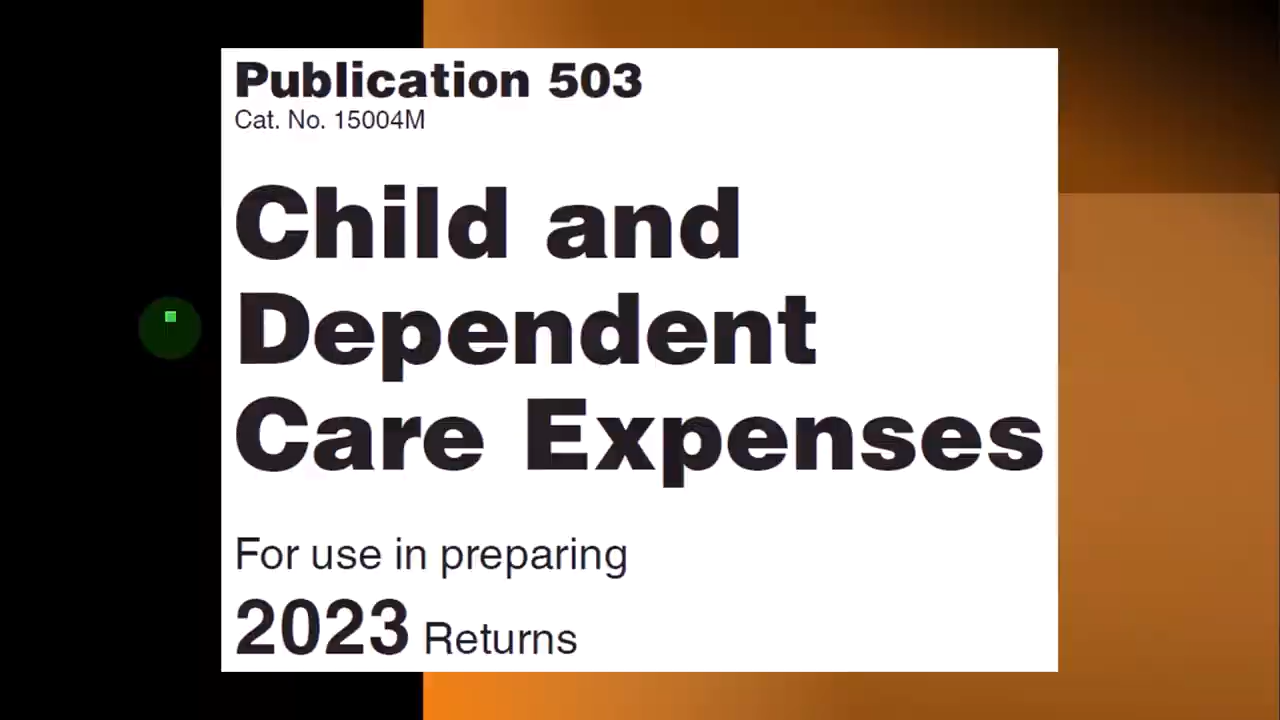 Publication 503
Cat. No. 15004M
Child and
Dependent
Care Expenses
For use in preparing
2023 Returns